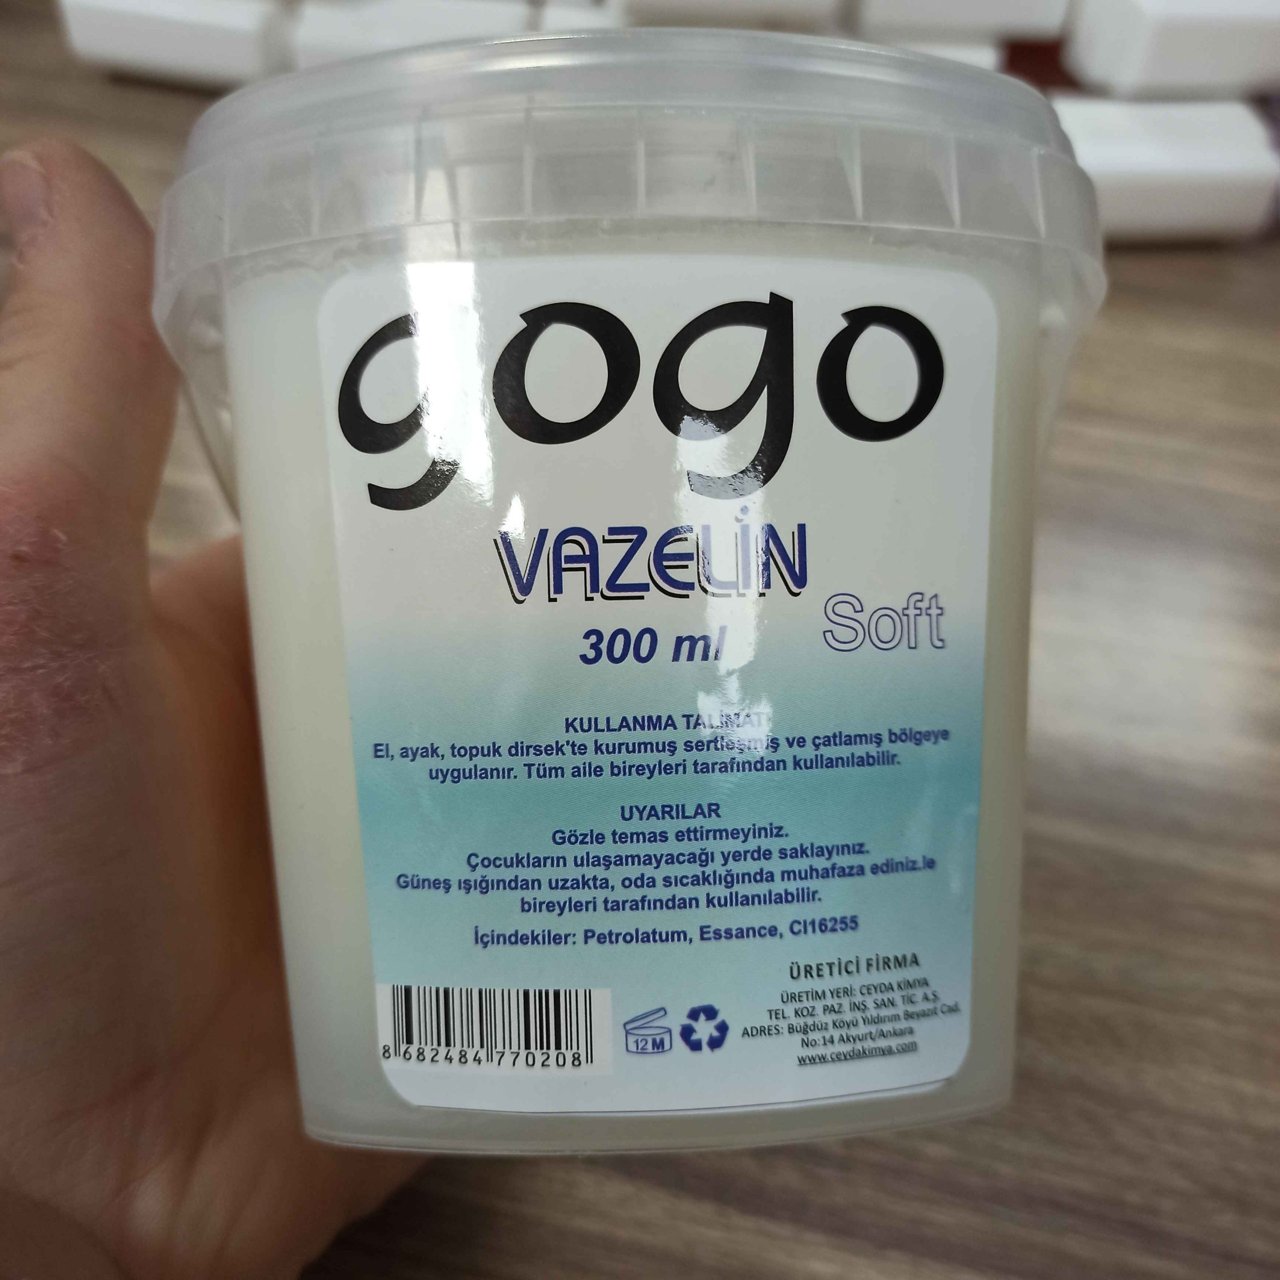 gogo
VAZELİN
Soft
300 ml
KULLANMA TALİMAT
El, ayak, topuk dirsek'te kurumuş sertleşmiş ve çatlamış bölgeye
uygulanır. Tüm aile bireyleri tarafından kullanılabilir.
UYARILAR
Gözle temas ettirmeyiniz.
Çocukların ulaşamayacağı yerde saklayınız.
Güneş ışığından uzakta, oda sıcaklığında muhafaza ediniz.le
bireyleri tarafından kullanılabilir.
İçindekiler: Petrolatum, Essance, CI16255
ÜRETİCİ FİRMA
ÜRETİM YERİ: CEYDA KİMYA
TEL. KOZ. PAZ. İNŞ. SAN. TİC. A.Ş.
ADRES: Büğdüz Köyü Yıldırım Beyazıt Cad.
No:14 Akyurt/Ankara
www.ceydakimya.com
12 M
8 682484 770208